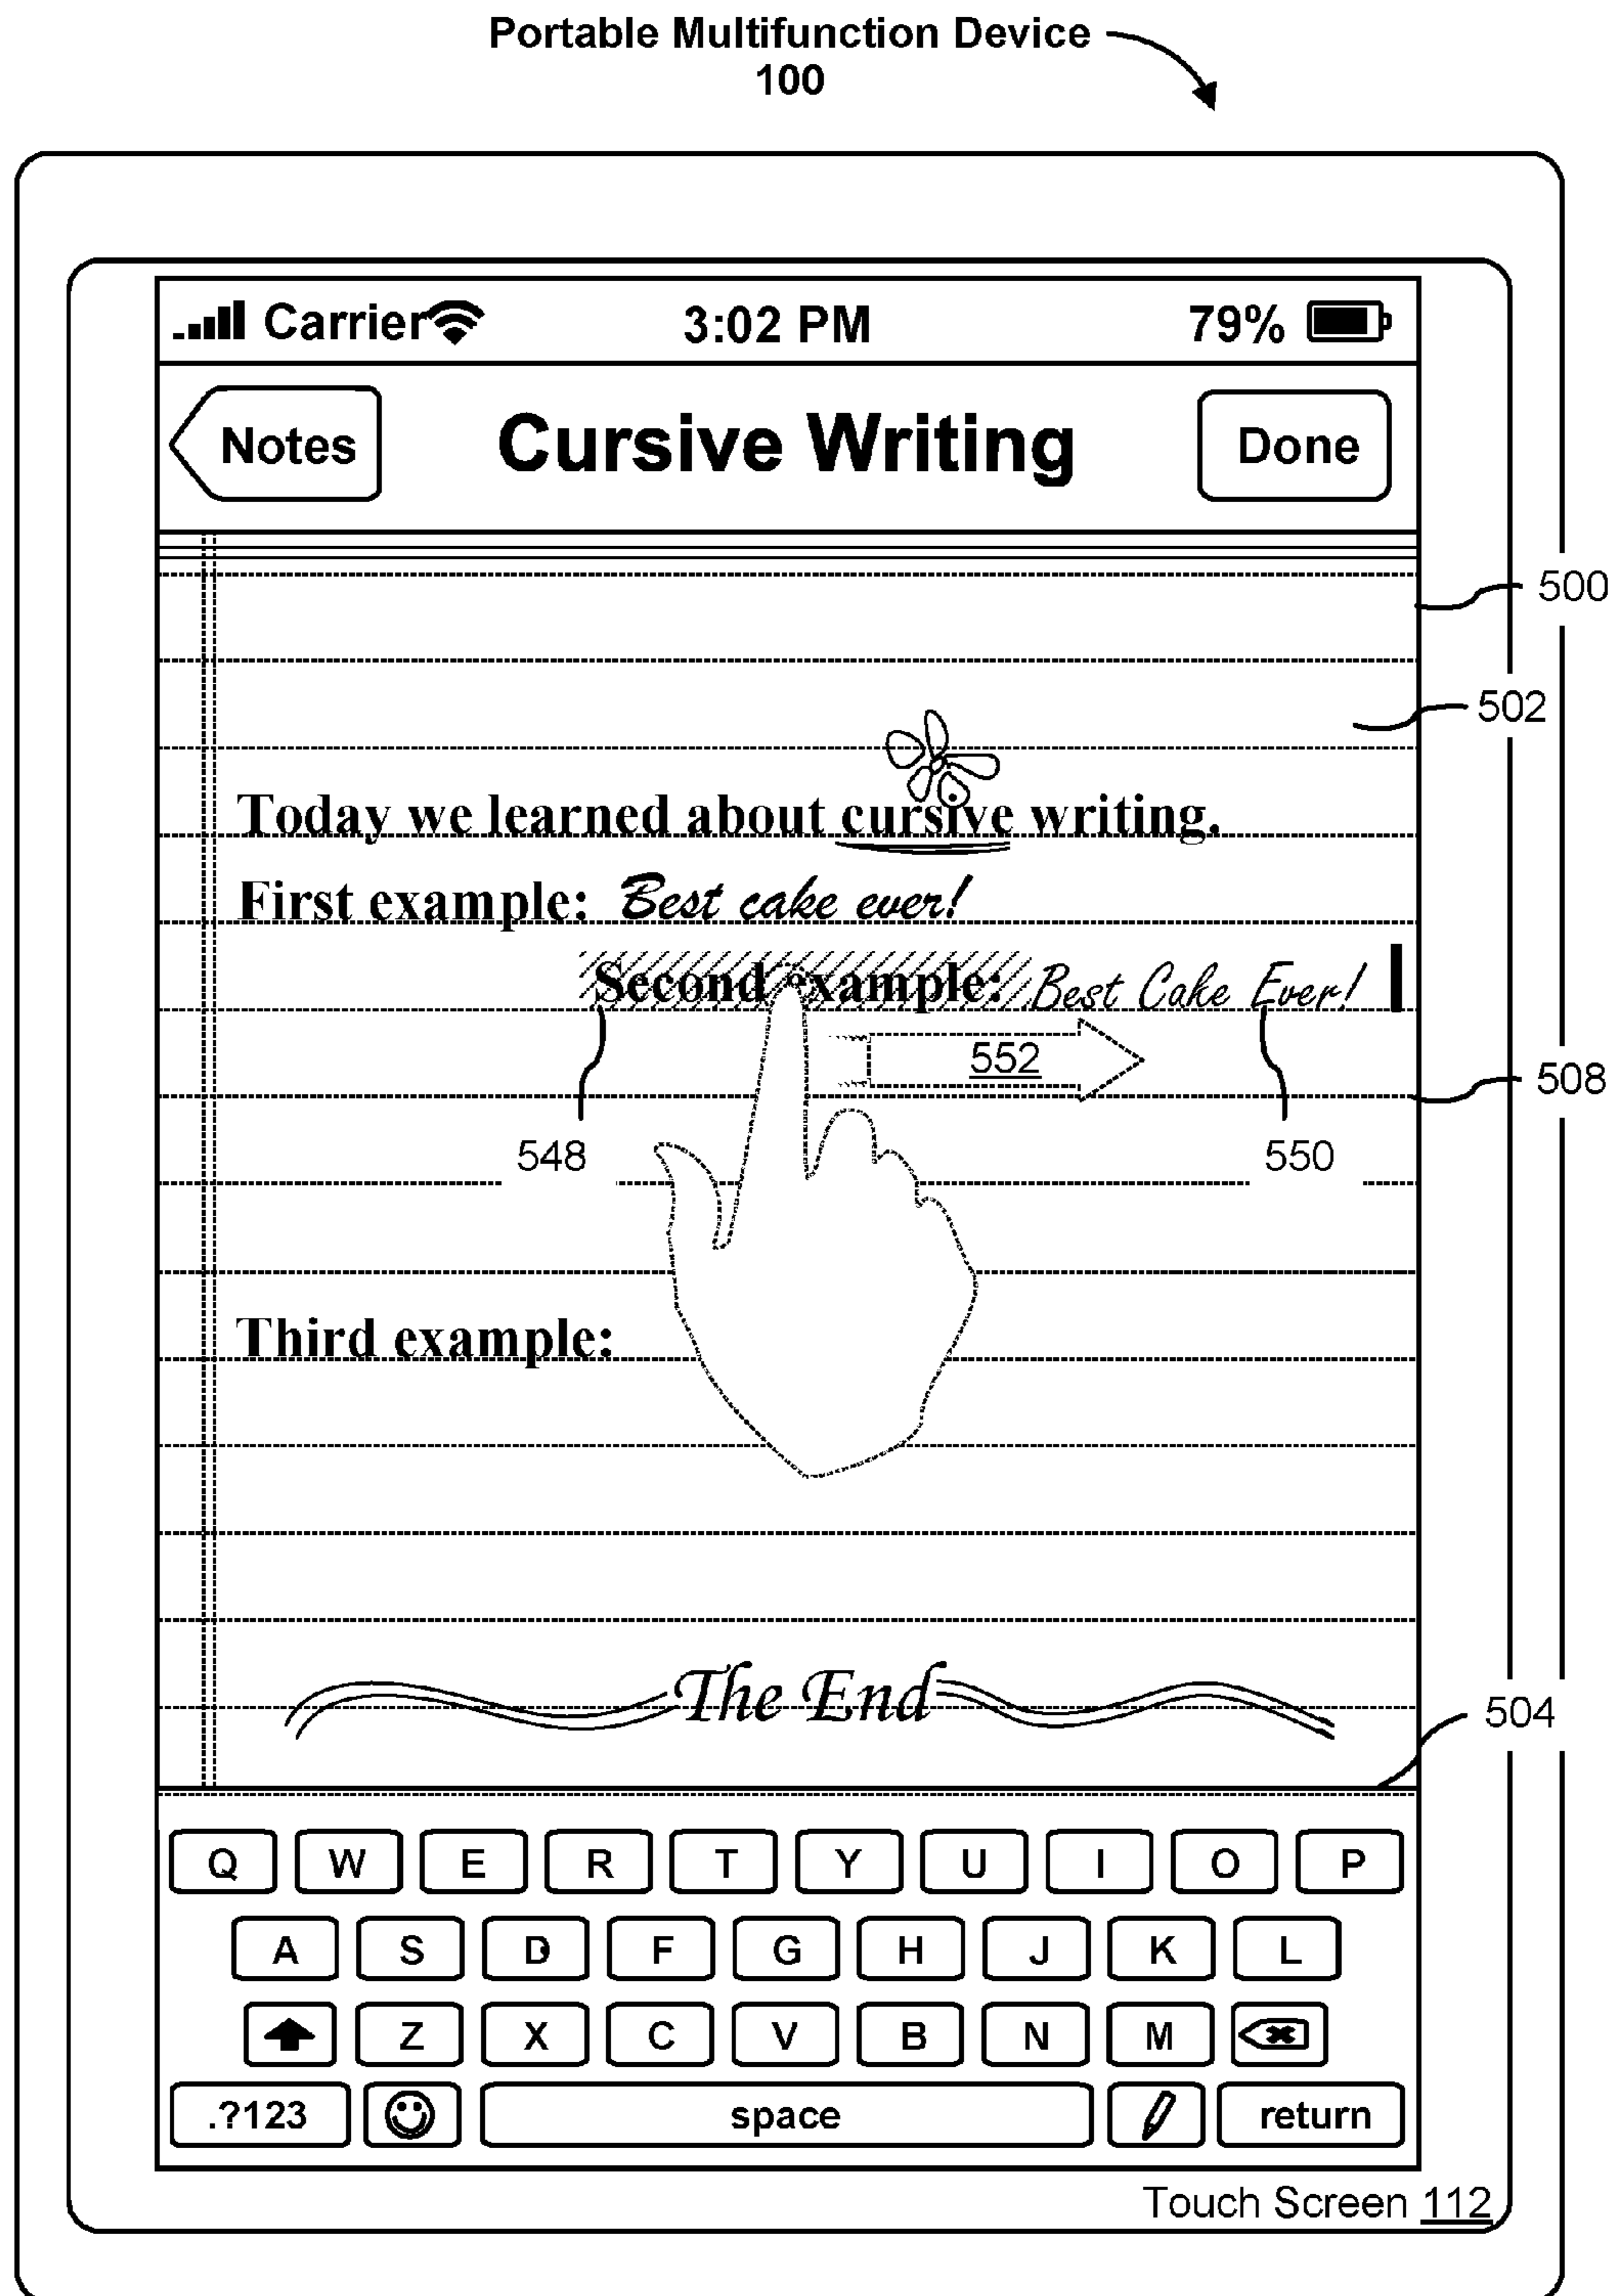 Portable Multifunction Device
100
Carrier 3:02 PM 79%
Notes Cursive Writing Done
500
502
Today we learned about cursive writing.
First example: Best cake ever!
Second example: Best Cake Ever!
552
508
548 550
Third example:
The End
504
Q W E R T Y U I O P
A S D F G H J K L
Z X C V B N M
.?123 space return
Touch Screen 112